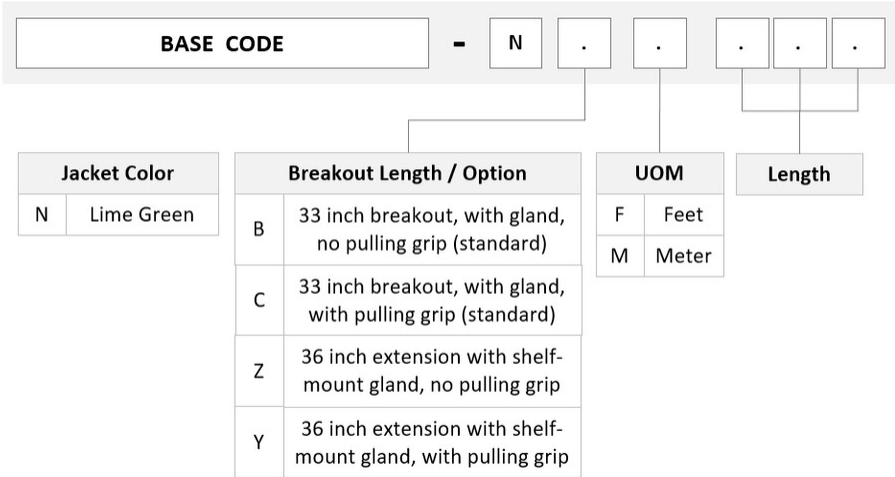 BASE CODE - N . . . . .
Jacket Color
N Lime Green
Breakout Length / Option
B 33 inch breakout, with gland,
no pulling grip (standard)
C 33 inch breakout, with gland,
with pulling grip (standard)
Z 36 inch extension with shelf-
mount gland, no pulling grip
Y 36 inch extension with shelf-
mount gland, with pulling grip
UOM
F Feet
M Meter
Length